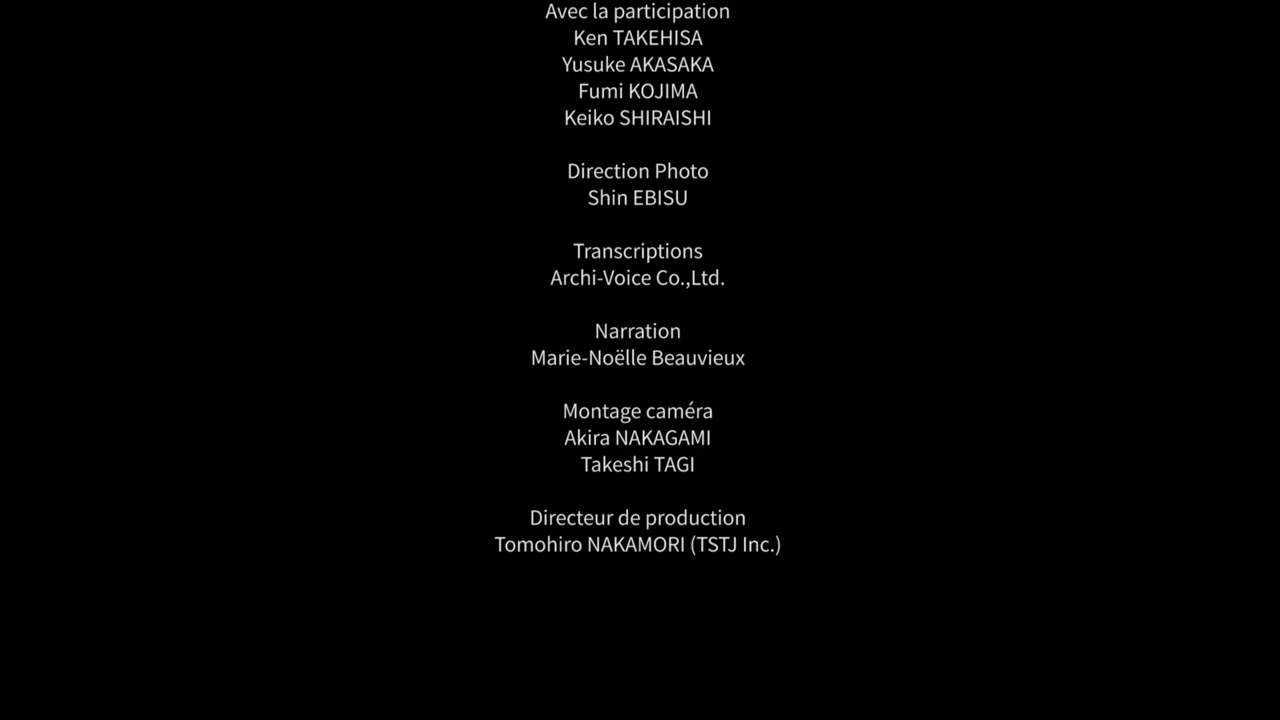 Avec la participation
Ken TAKEHISA
Yusuke AKASAKA
Fumi KOJIMA
Keiko SHIRAISHI
Direction Photo
Shin EBISU
Transcriptions
Archi-Voice Co.,Ltd.
Narration
Marie-Noëlle Beauvieux
Montage caméra
Akira NAKAGAMI
Takeshi TAGI
Directeur de production
Tomohiro NAKAMORI (TSTJ Inc.)